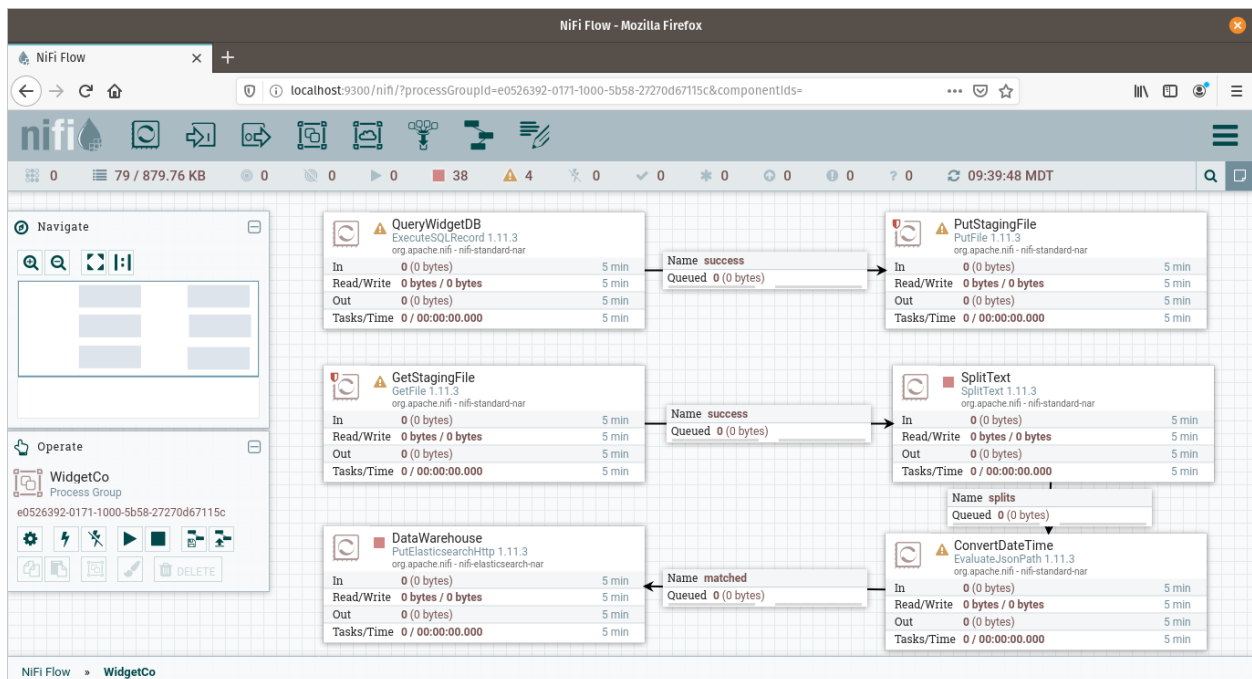 NiFi Flow - Mozilla Firefox
NiFi Flow
localhost:9300/nifi/?processGroupId=e0526392-0171-1000-5b58-27270d67115c&componentIds=
nifi
0 79 / 879.76 KB 0 0 0 38 4 0 0 0 0 0 ? 0 09:39:48 MDT
Navigate
Operate
WidgetCo
Process Group
e0526392-0171-1000-5b58-27270d67115c
DELETE
QueryWidgetDB
ExecuteSQLRecord 1.11.3
org.apache.nifi - nifi-standard-nar
In 0 (0 bytes) 5 min
Read/Write 0 bytes / 0 bytes 5 min
Out 0 (0 bytes) 5 min
Tasks/Time 0 / 00:00:00.000 5 min
Name success
Queued 0 (0 bytes)
PutStagingFile
PutFile 1.11.3
org.apache.nifi - nifi-standard-nar
In 0 (0 bytes) 5 min
Read/Write 0 bytes / 0 bytes 5 min
Out 0 (0 bytes) 5 min
Tasks/Time 0 / 00:00:00.000 5 min
GetStagingFile
GetFile 1.11.3
org.apache.nifi - nifi-standard-nar
In 0 (0 bytes) 5 min
Read/Write 0 bytes / 0 bytes 5 min
Out 0 (0 bytes) 5 min
Tasks/Time 0 / 00:00:00.000 5 min
Name success
Queued 0 (0 bytes)
SplitText
SplitText 1.11.3
org.apache.nifi - nifi-standard-nar
In 0 (0 bytes) 5 min
Read/Write 0 bytes / 0 bytes 5 min
Out 0 (0 bytes) 5 min
Tasks/Time 0 / 00:00:00.000 5 min
Name splits
Queued 0 (0 bytes)
ConvertDateTime
EvaluateJsonPath 1.11.3
org.apache.nifi - nifi-standard-nar
In 0 (0 bytes) 5 min
Read/Write 0 bytes / 0 bytes 5 min
Out 0 (0 bytes) 5 min
Tasks/Time 0 / 00:00:00.000 5 min
Name matched
Queued 0 (0 bytes)
DataWarehouse
PutElasticsearchHttp 1.11.3
org.apache.nifi - nifi-elasticsearch-nar
In 0 (0 bytes) 5 min
Read/Write 0 bytes / 0 bytes 5 min
Out 0 (0 bytes) 5 min
Tasks/Time 0 / 00:00:00.000 5 min
NiFi Flow » WidgetCo